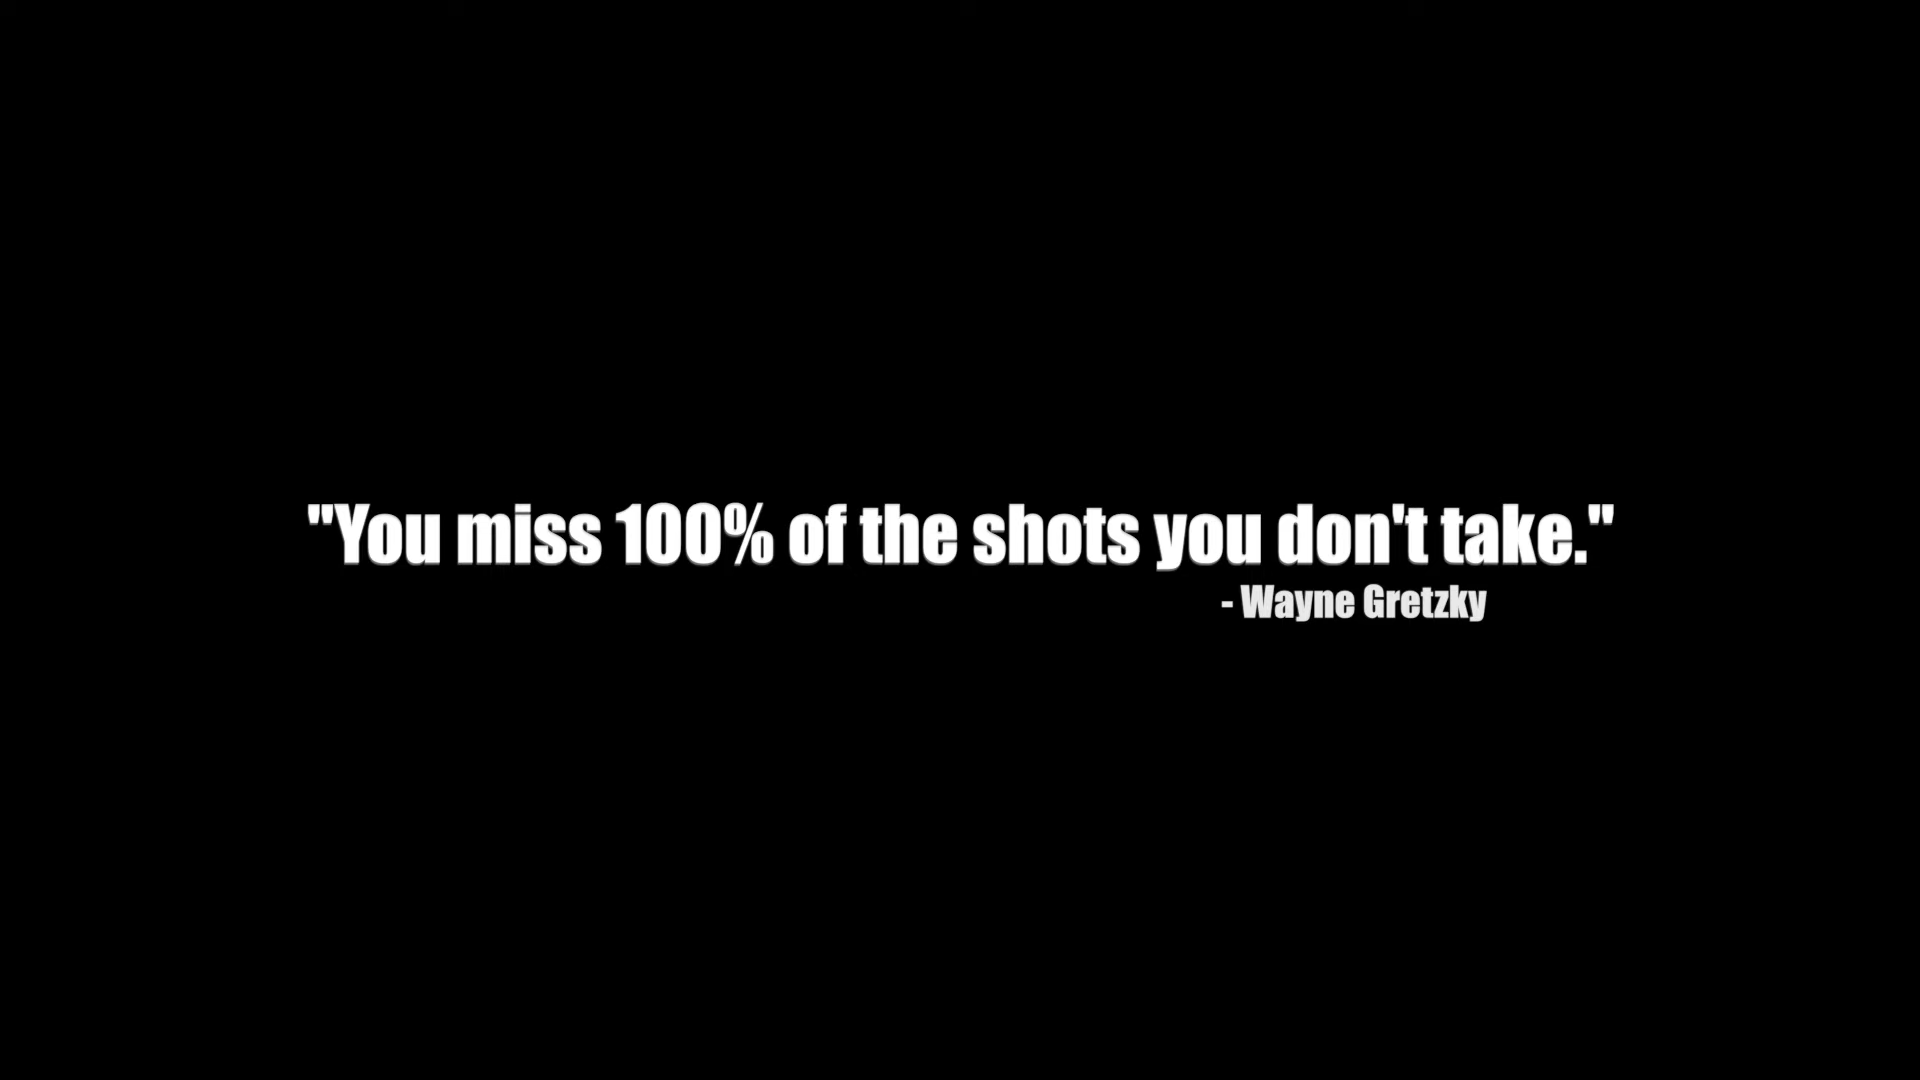 "You miss 100% of the shots you don't take."
- Wayne Gretzky